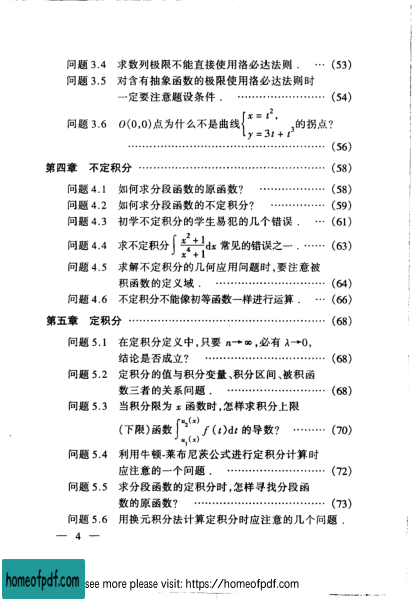 问题 3.4 求数列极限不能直接使用洛必达法则. … (53)
问题 3.5 对含有抽象函数的极限使用洛必达法则时
一定要注意题设条件. …………………… (54)
问题 3.6 O(0,0)点为什么不是曲线{x = t², y = 3t + t³的拐点?
…………………………………………… (56)
第四章 不定积分 ………………………………………… (58)
问题 4.1 如何求分段函数的原函数? ……………… (58)
问题 4.2 如何求分段函数的不定积分? …………… (59)
问题 4.3 初学不定积分的学生易犯的几个错误. … (61)
问题 4.4 求不定积分∫(x²+1)/(x⁴+1)dx 常见的错误之一. …… (63)
问题 4.5 求解不定积分的几何应用问题时,要注意被
积函数的定义域. ………………………… (64)
问题 4.6 不定积分不能像初等函数一样进行运算. … (66)
第五章 定积分 …………………………………………… (68)
问题 5.1 在定积分定义中,只要 n→∞,必有 λ→0,
结论是否成立? …………………………… (68)
问题 5.2 定积分的值与积分变量、积分区间、被积函
数三者的关系问题. ……………………… (68)
问题 5.3 当积分限为 x 函数时,怎样求积分上限
(下限)函数∫_{u₁(x)}^{u₂(x)} f(t)dt 的导数? ……… (70)
问题 5.4 利用牛顿-莱布尼茨公式进行定积分计算时
应注意的一个问题. ……………………… (72)
问题 5.5 求分段函数的定积分时,怎样寻找分段函
数的原函数? ……………………………… (73)
问题 5.6 用换元积分法计算定积分时应注意的几个问题.
— 4 —
homeofpdf.com see more please visit: https://homeofpdf.com